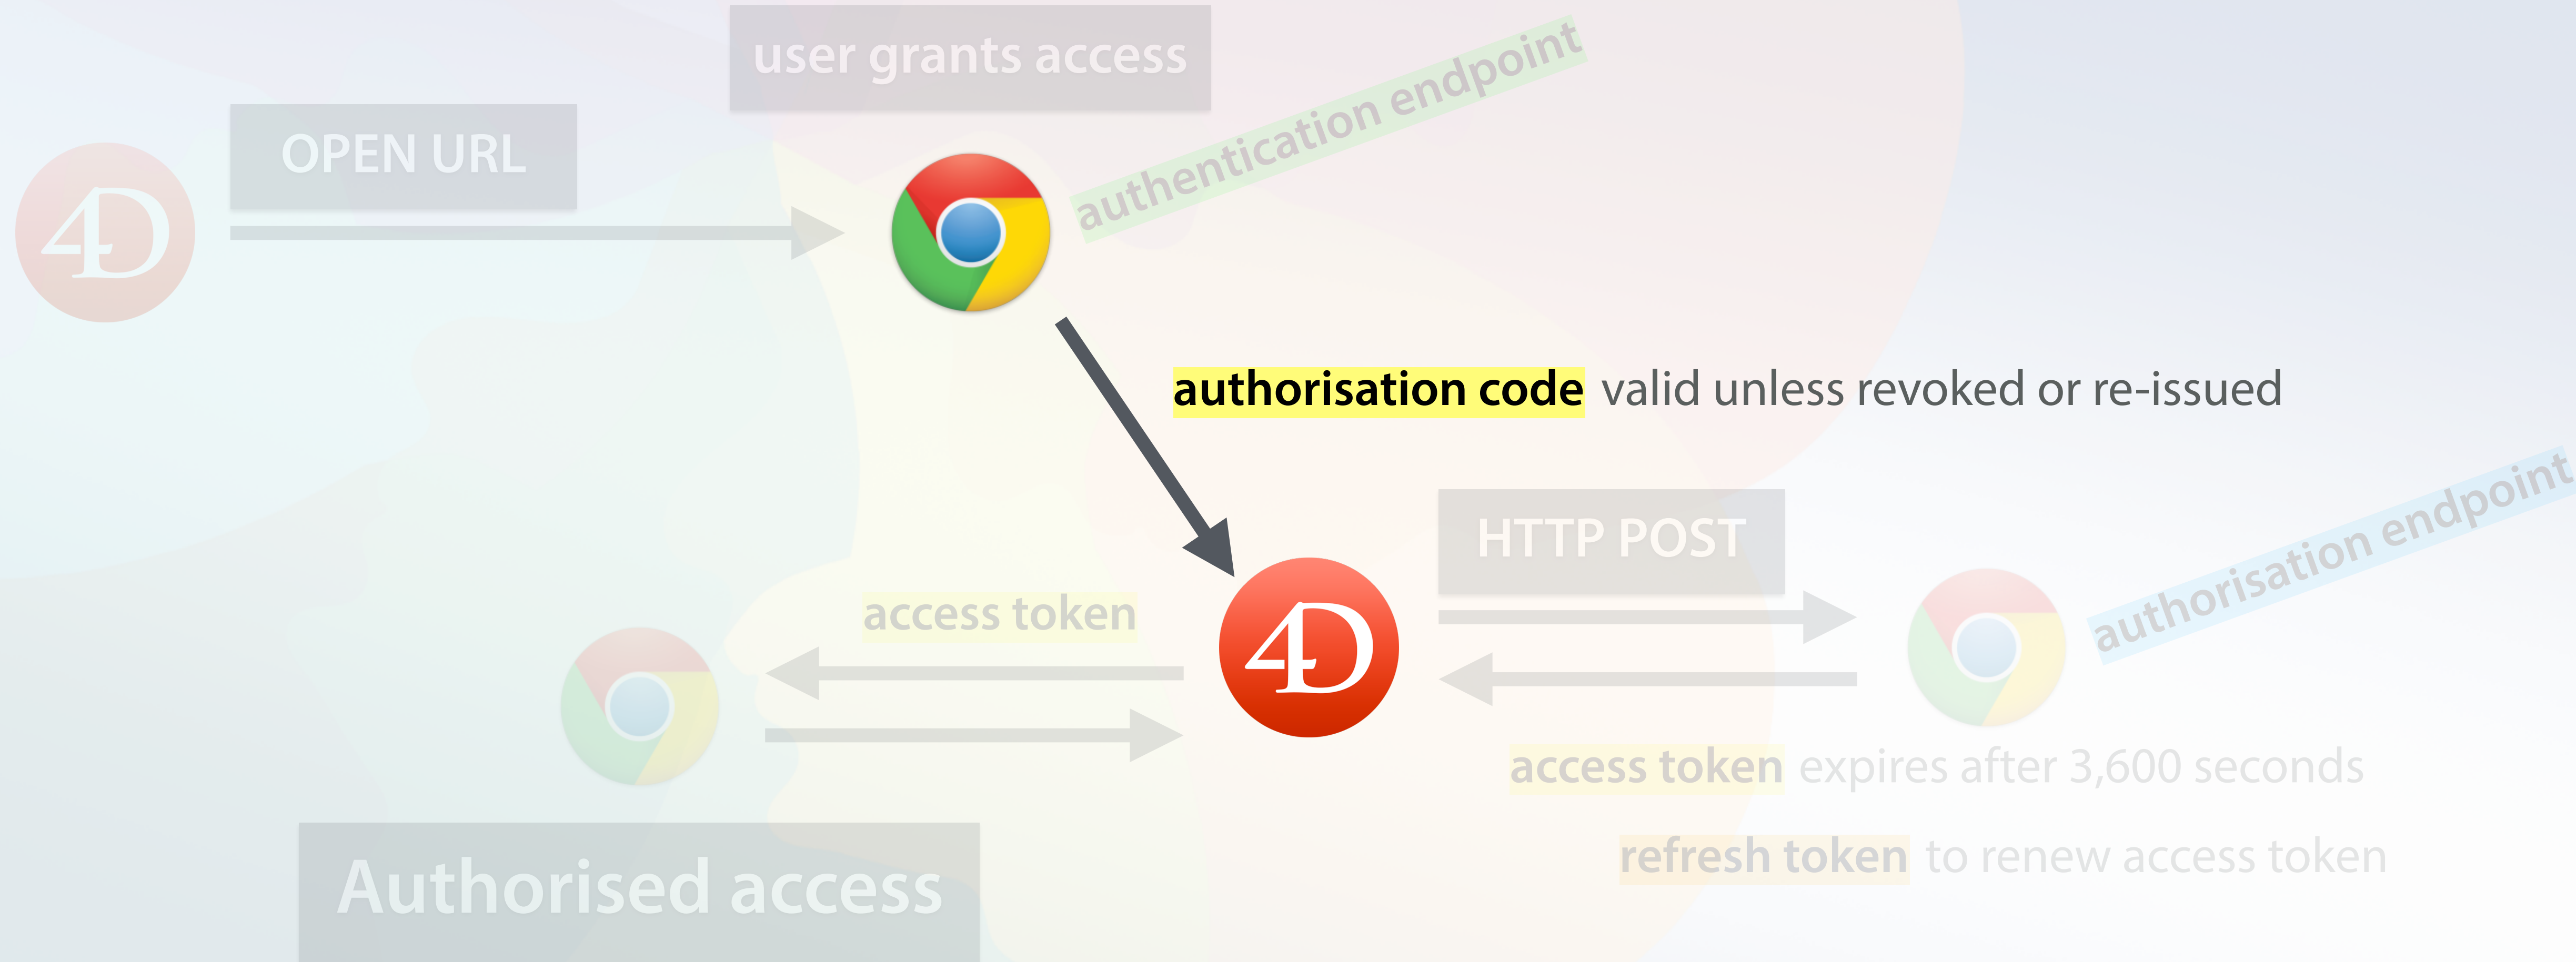 user grants access
authentication endpoint
OPEN URL
4D
authorisation code valid unless revoked or re-issued
HTTP POST
authorisation endpoint
access token
4D
access token expires after 3,600 seconds
refresh token to renew access token
Authorised access